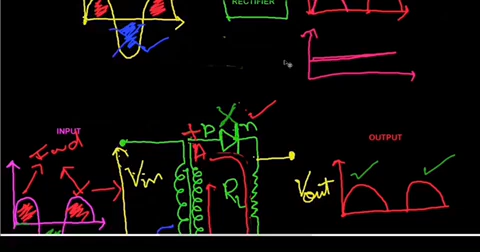 RECTIFIER
INPUT
Fwd
Vin
+
A
P
n
RL
Vout
OUTPUT